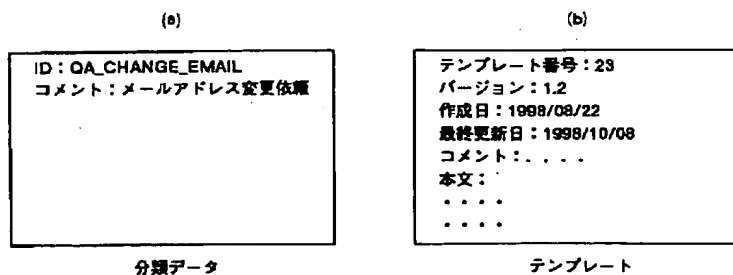 (a)
ID：QA_CHANGE_EMAIL
コメント：メールアドレス変更依頼
分類データ
(b)
テンプレート番号：23
バージョン：1.2
作成日：1998/08/22
最終更新日：1998/10/08
コメント：．．．．
本文：
・・・・
・・・・
テンプレート